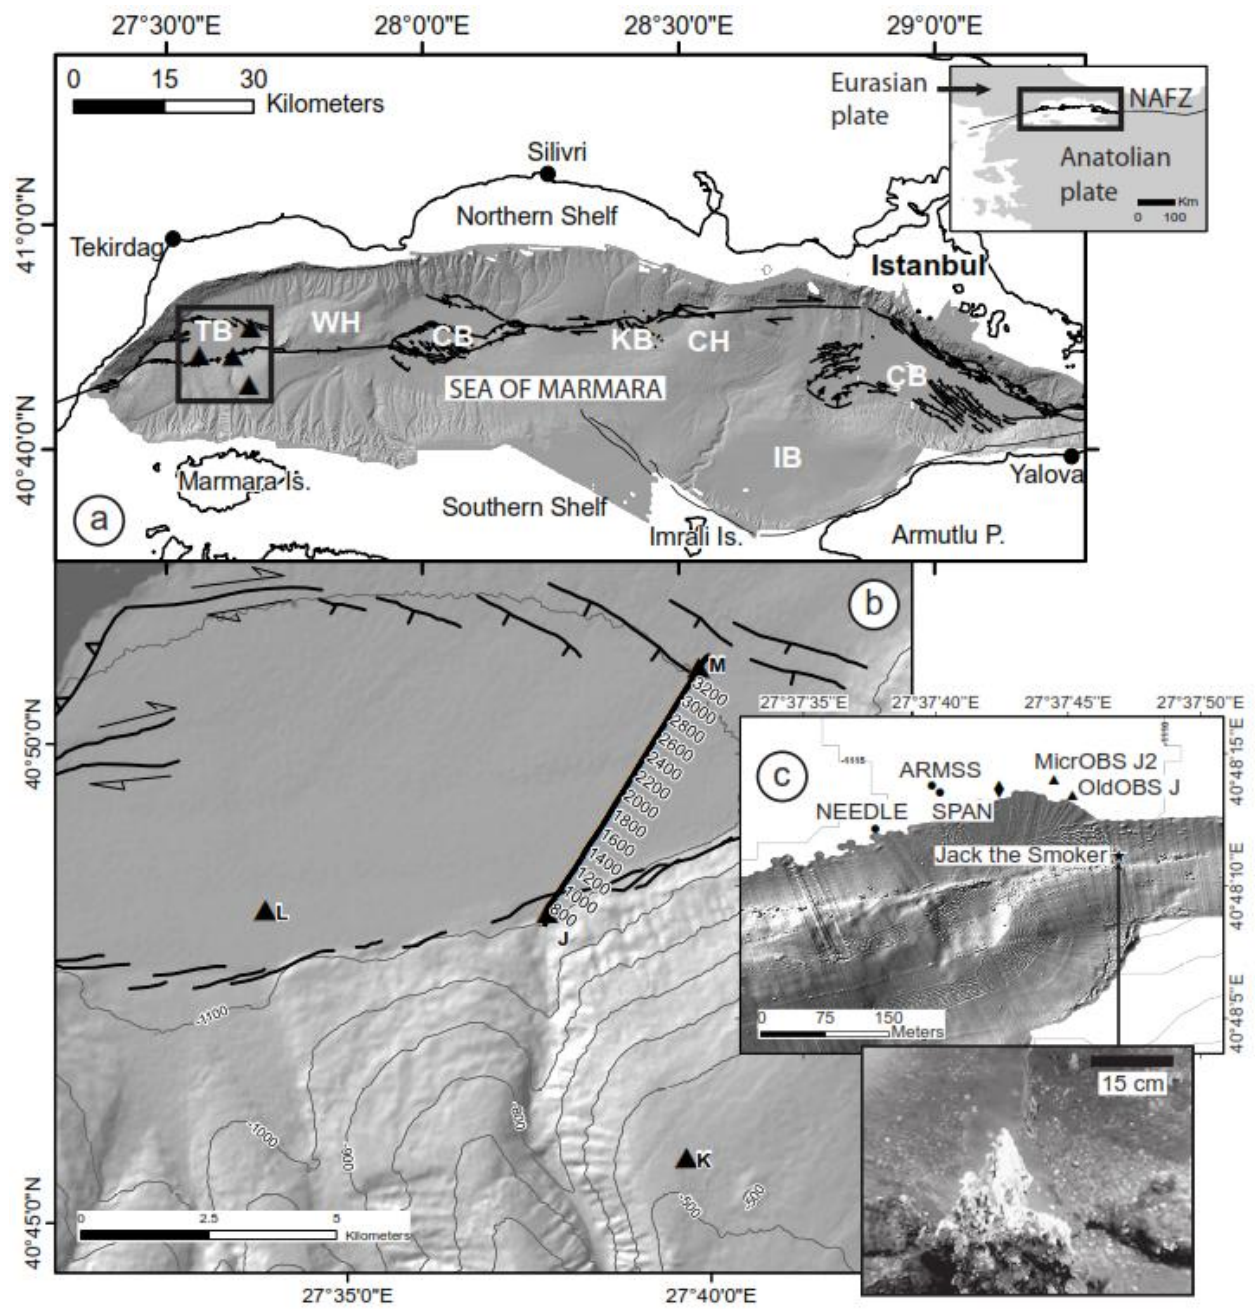 27°30'0"E
28°0'0"E
28°30'0"E
29°0'0"E
0
15
30
Kilometers
Eurasian
plate
NAFZ
Anatolian
plate
Km
0
100
41°0'0"N
40°40'0"N
Silivri
Northern Shelf
Tekirdag
Istanbul
TB
WH
CB
KB
CH
SEA OF MARMARA
ÇB
IB
Marmara Is.
Southern Shelf
Imrali Is.
Armutlu P.
Yalova
a
b
M
3200
3000
2800
2600
2400
2200
2000
1800
1600
1400
1200
1000
800
J
L
K
-1100
-1000
-900
-800
-500
-500
40°50'0"N
40°45'0"N
0
2.5
5
Kilometers
27°35'0"E
27°40'0"E
27°37'35"E
27°37'40"E
27°37'45"E
27°37'50"E
c
-1115
-1110
ARMSS
MicrOBS J2
OldOBS J
NEEDLE
SPAN
Jack the Smoker
40°48'15"E
40°48'10"E
40°48'5"E
0
75
150
Meters
15 cm